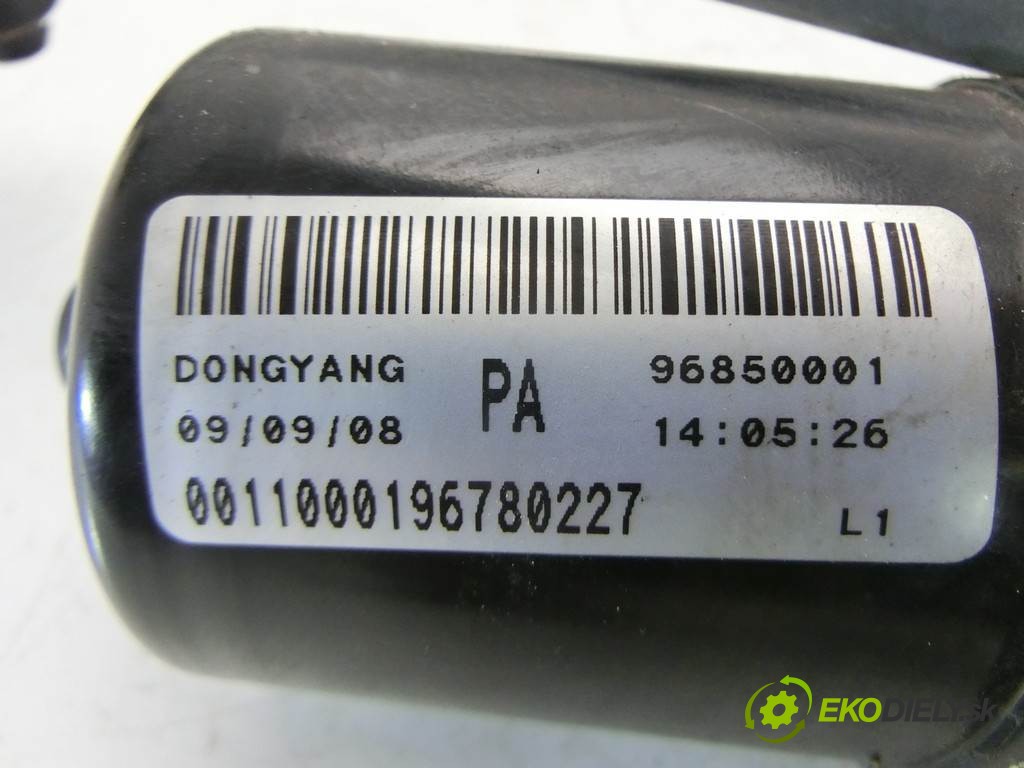 DONGYANG PA 96850001
09/09/08 14:05:26
0011000196780227 L1
EKODIELY.sk